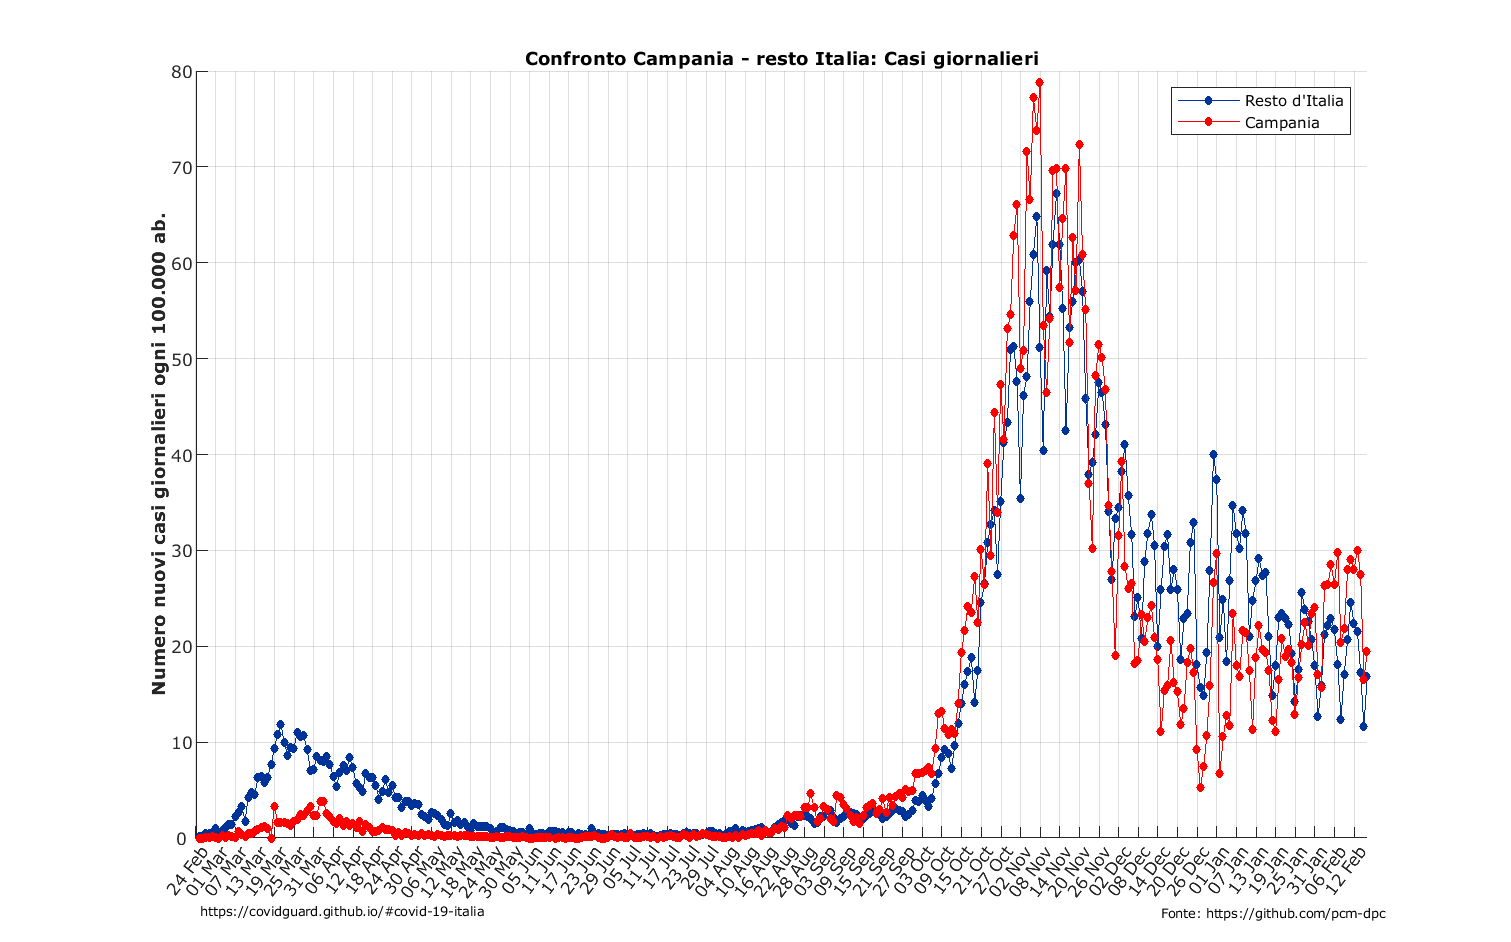 Confronto Campania - resto Italia: Casi giornalieri
Numero nuovi casi giornalieri ogni 100.000 ab.
80
70
60
50
40
30
20
10
0
Resto d'Italia
Campania
24 Feb
01 Mar
07 Mar
13 Mar
19 Mar
25 Mar
31 Mar
06 Apr
12 Apr
18 Apr
24 Apr
30 Apr
06 May
12 May
18 May
24 May
30 May
05 Jun
11 Jun
17 Jun
23 Jun
29 Jun
05 Jul
11 Jul
17 Jul
23 Jul
29 Jul
04 Aug
10 Aug
16 Aug
22 Aug
28 Aug
03 Sep
09 Sep
15 Sep
21 Sep
27 Sep
03 Oct
09 Oct
15 Oct
21 Oct
27 Oct
02 Nov
08 Nov
14 Nov
20 Nov
26 Nov
02 Dec
08 Dec
14 Dec
20 Dec
26 Dec
01 Jan
07 Jan
13 Jan
19 Jan
25 Jan
31 Jan
06 Feb
12 Feb
https://covidguard.github.io/#covid-19-italia
Fonte: https://github.com/pcm-dpc